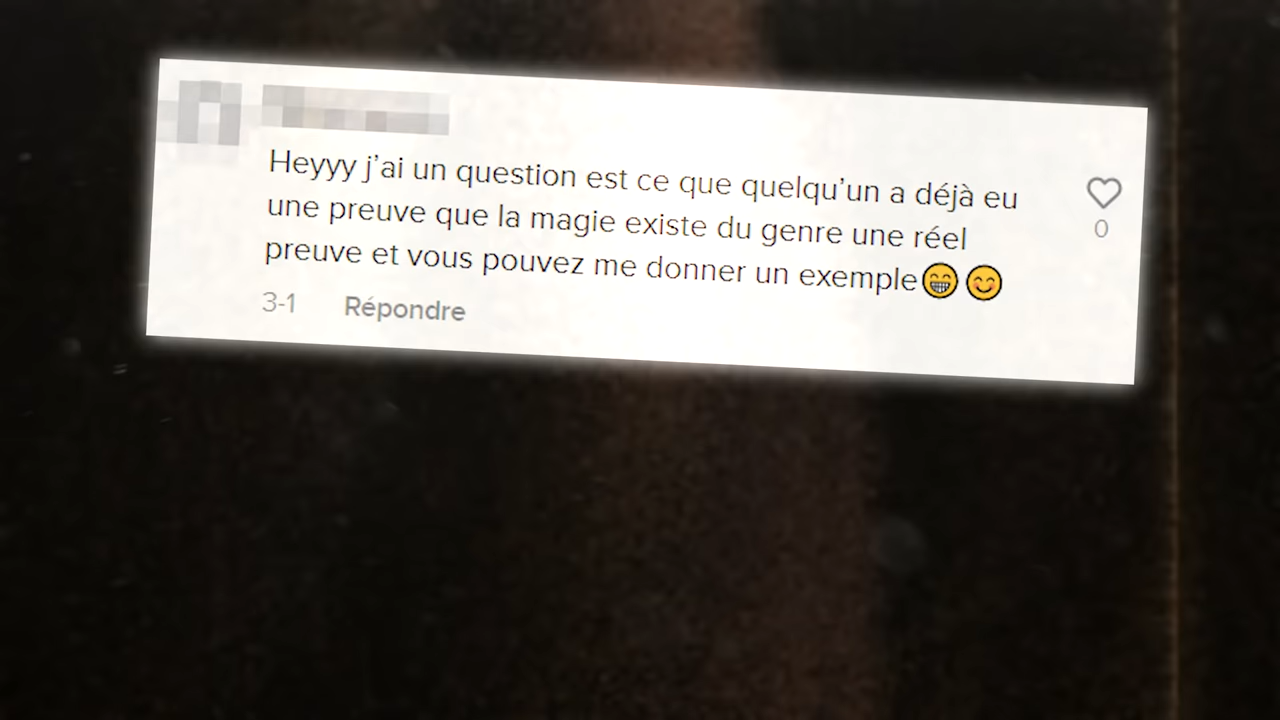 Heyyy j’ai un question est ce que quelqu’un a déjà eu
une preuve que la magie existe du genre une réel
preuve et vous pouvez me donner un exemple😁😊
0
3-1 Répondre